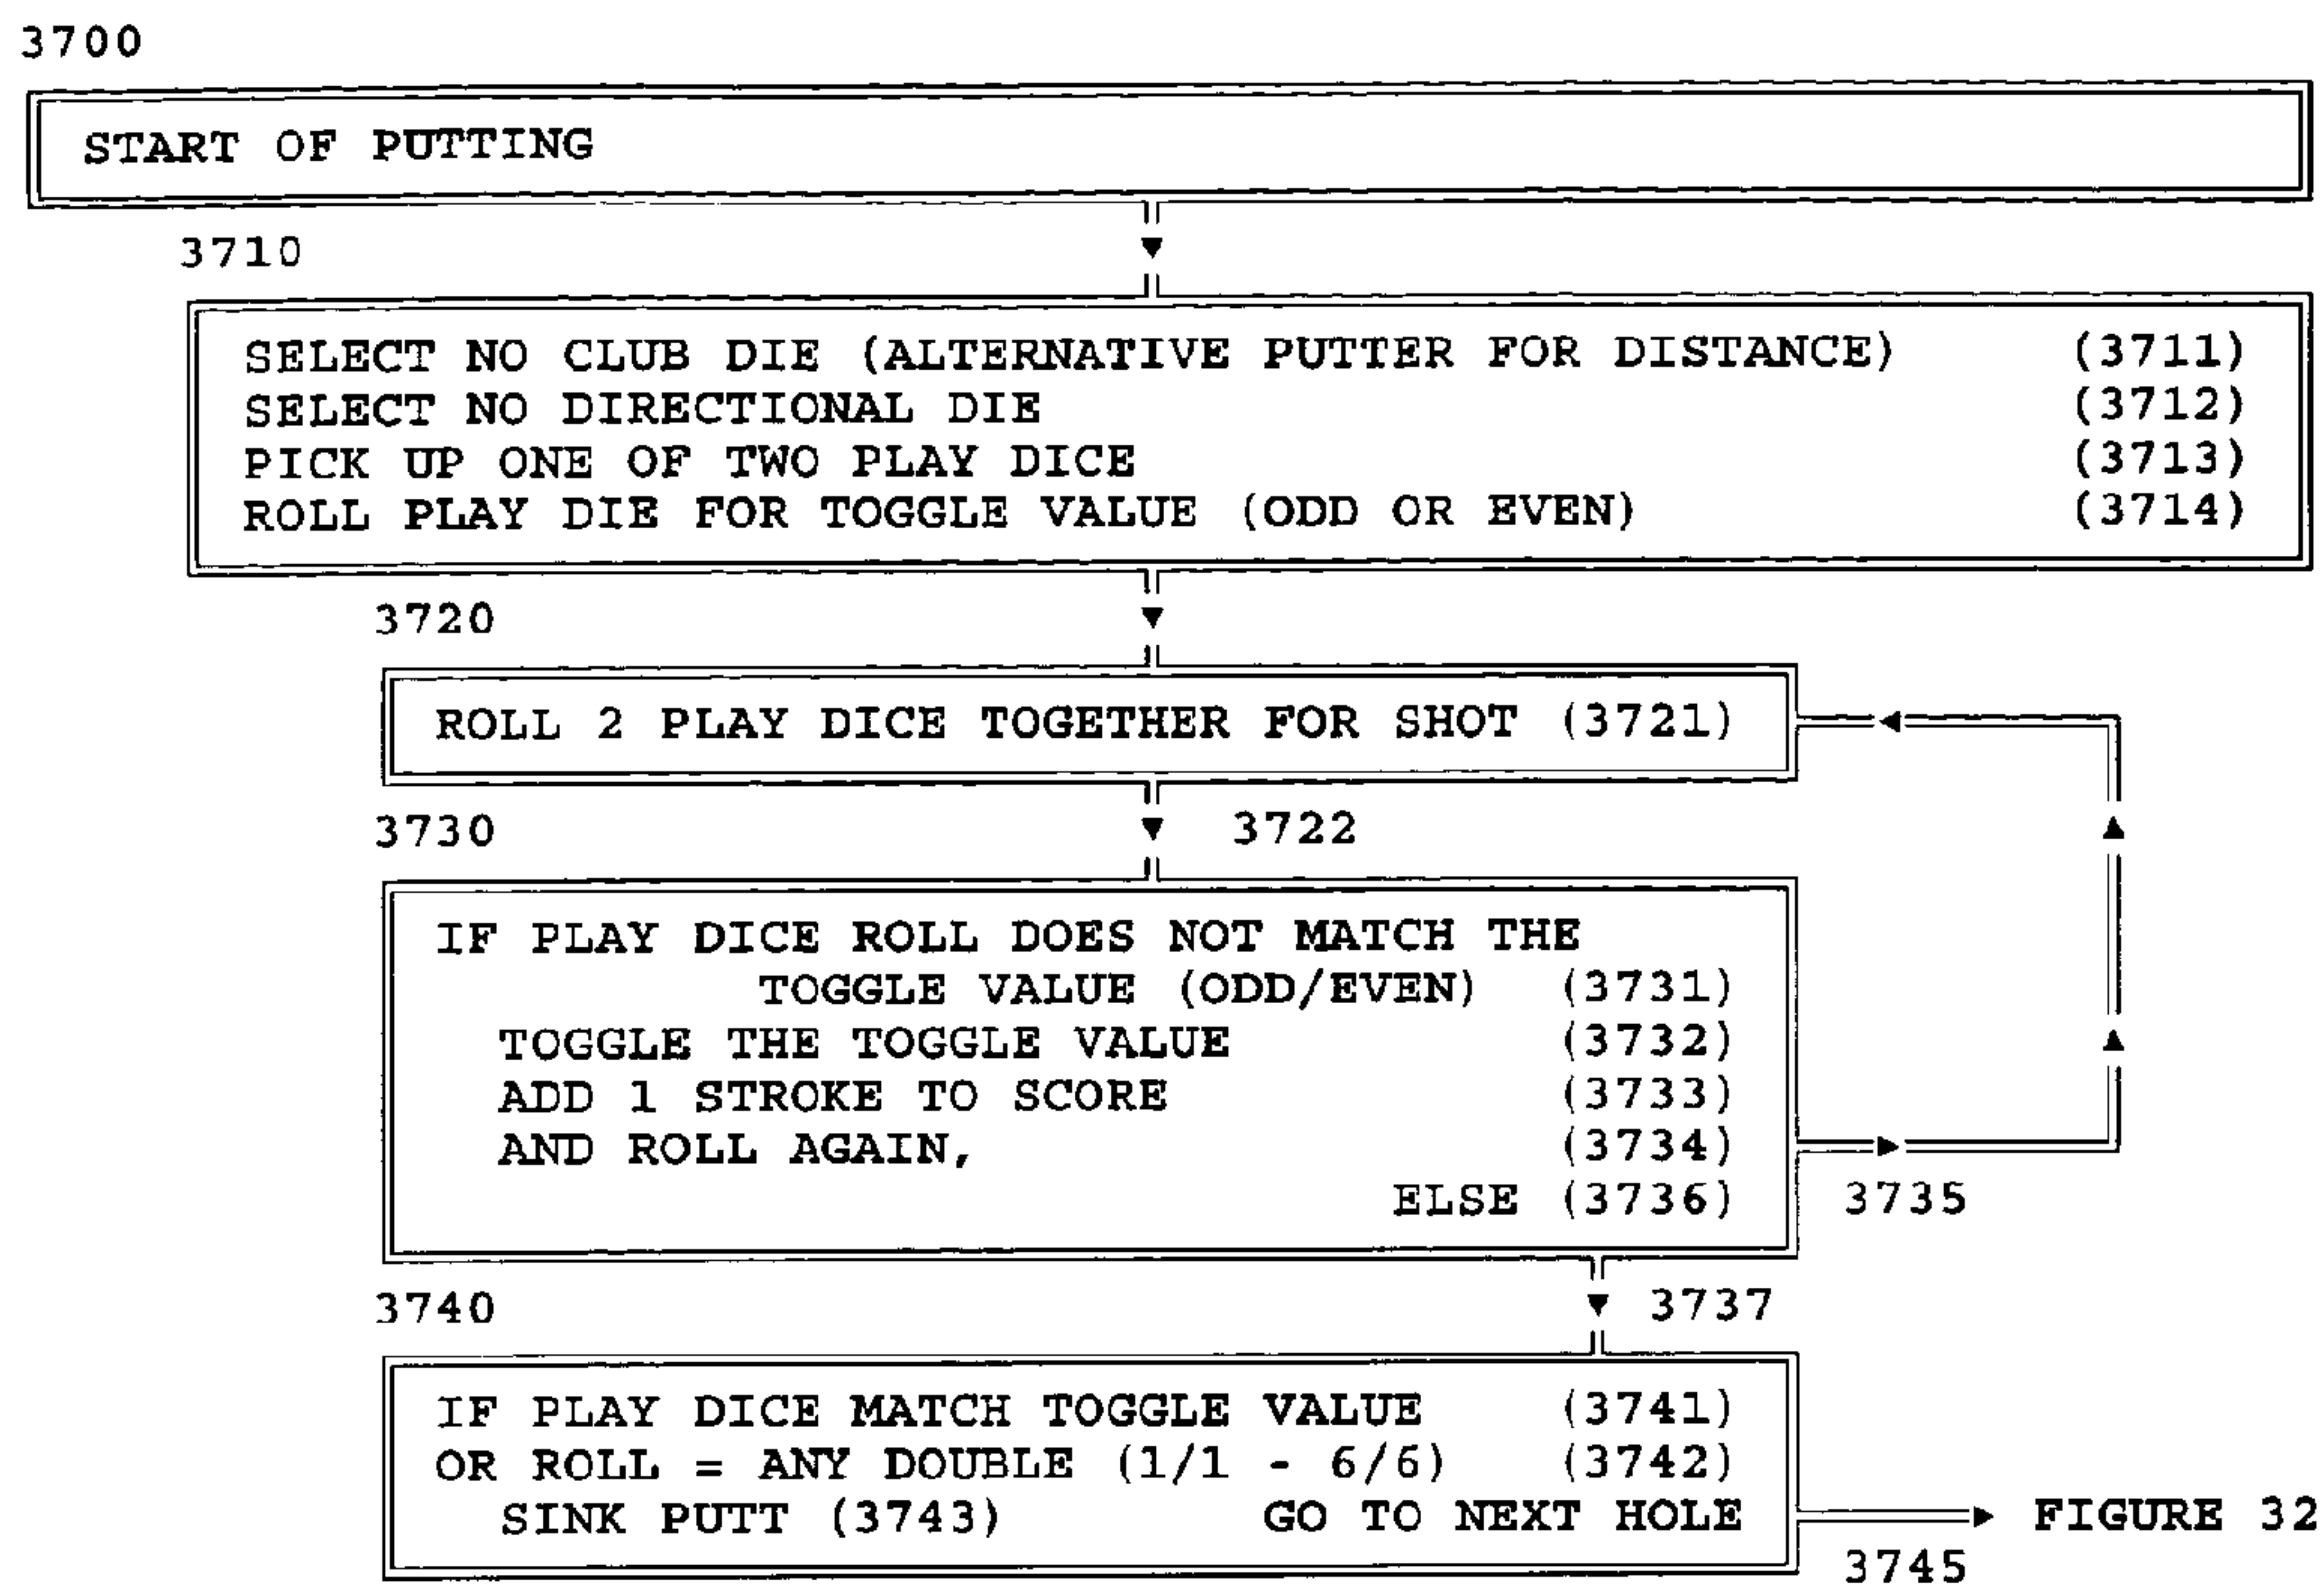 3700
START OF PUTTING
3710
SELECT NO CLUB DIE (ALTERNATIVE PUTTER FOR DISTANCE) (3711)
SELECT NO DIRECTIONAL DIE (3712)
PICK UP ONE OF TWO PLAY DICE (3713)
ROLL PLAY DIE FOR TOGGLE VALUE (ODD OR EVEN) (3714)
3720
ROLL 2 PLAY DICE TOGETHER FOR SHOT (3721)
3730 3722
IF PLAY DICE ROLL DOES NOT MATCH THE
TOGGLE VALUE (ODD/EVEN) (3731)
TOGGLE THE TOGGLE VALUE (3732)
ADD 1 STROKE TO SCORE (3733)
AND ROLL AGAIN, (3734)
ELSE (3736) 3735
3740 3737
IF PLAY DICE MATCH TOGGLE VALUE (3741)
OR ROLL = ANY DOUBLE (1/1 - 6/6) (3742)
SINK PUTT (3743) GO TO NEXT HOLE FIGURE 32
3745